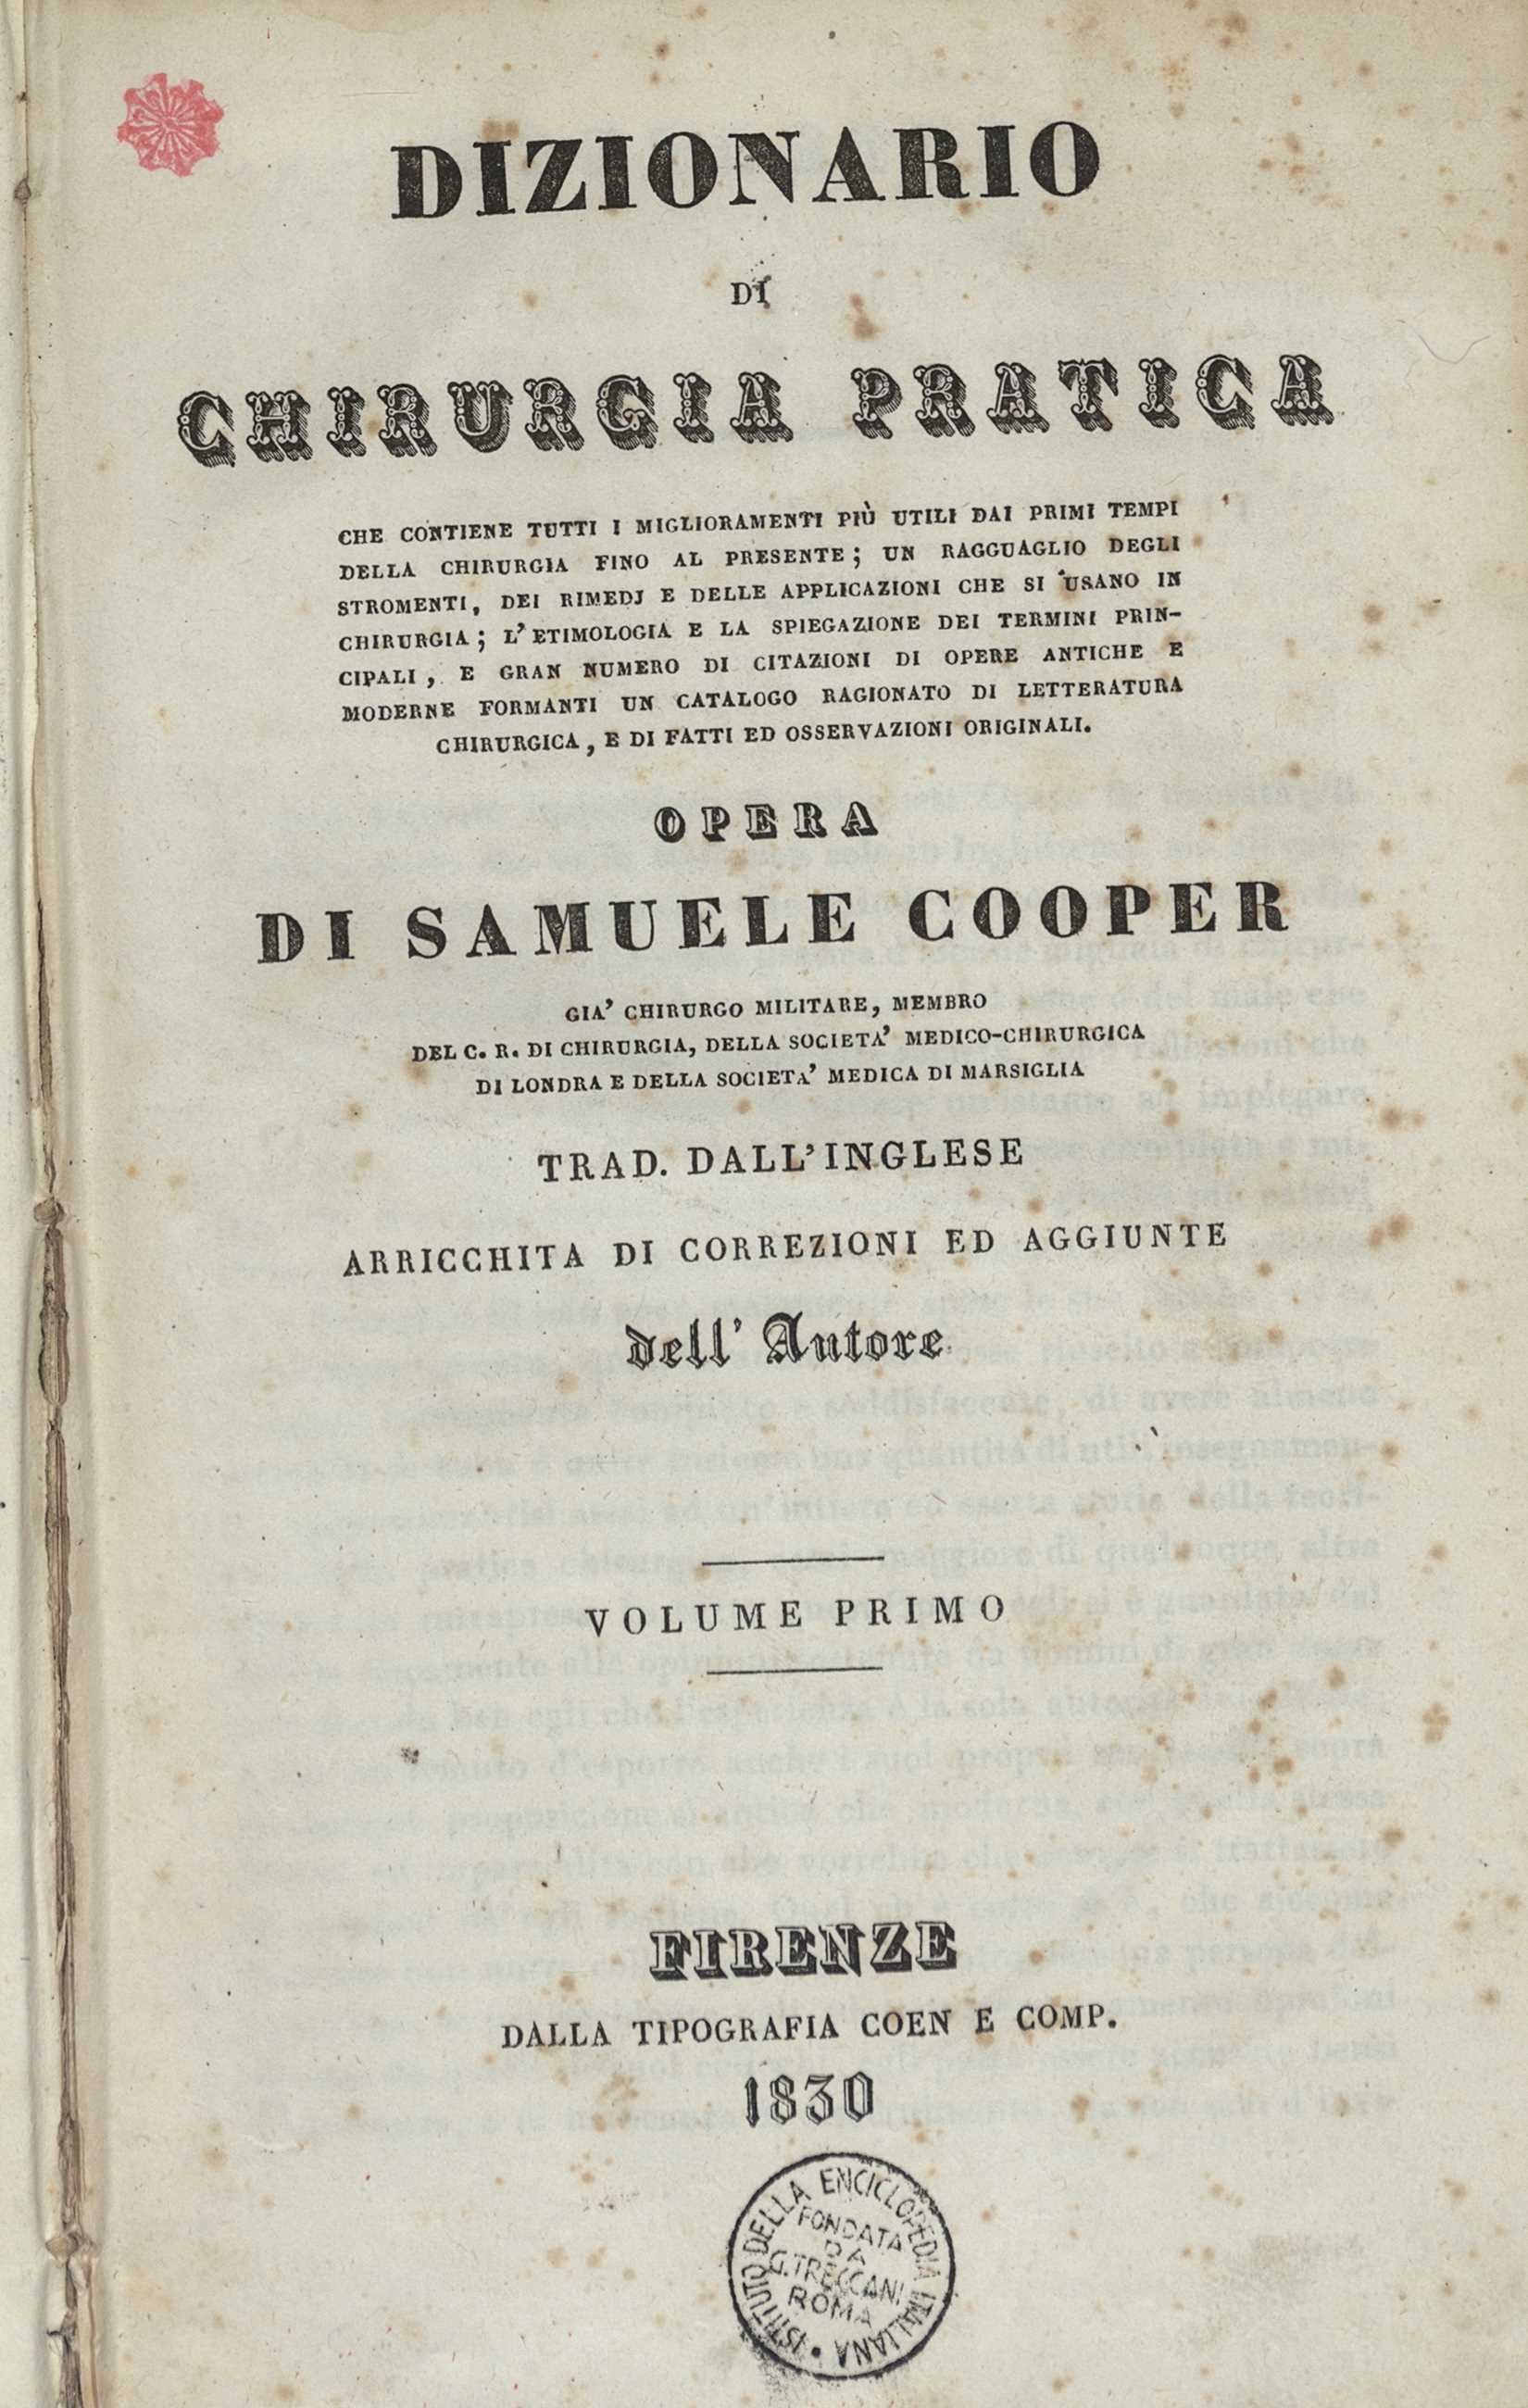 DIZIONARIO
DI
CHIRURGIA PRATICA
CHE CONTIENE TUTTI I MIGLIORAMENTI PIÙ UTILI DAI PRIMI TEMPI
DELLA CHIRURGIA FINO AL PRESENTE; UN RAGGUAGLIO DEGLI
STROMENTI, DEI RIMEDJ E DELLE APPLICAZIONI CHE SI USANO IN
CHIRURGIA; L'ETIMOLOGIA E LA SPIEGAZIONE DEI TERMINI PRIN-
CIPALI, E GRAN NUMERO DI CITAZIONI DI OPERE ANTICHE E
MODERNE FORMANTI UN CATALOGO RAGIONATO DI LETTERATURA
CHIRURGICA, E DI FATTI ED OSSERVAZIONI ORIGINALI.
OPERA
DI SAMUELE COOPER
GIA' CHIRURGO MILITARE, MEMBRO
DEL C. R. DI CHIRURGIA, DELLA SOCIETA' MEDICO-CHIRURGICA
DI LONDRA E DELLA SOCIETA' MEDICA DI MARSIGLIA
TRAD. DALL'INGLESE
ARRICCHITA DI CORREZIONI ED AGGIUNTE
dell' Autore
VOLUME PRIMO
FIRENZE
DALLA TIPOGRAFIA COEN E COMP.
1830
ISTITUTO DELLA ENCICLOPEDIA ITALIANA •
FONDATA
DA
G. TRECCANI
ROMA